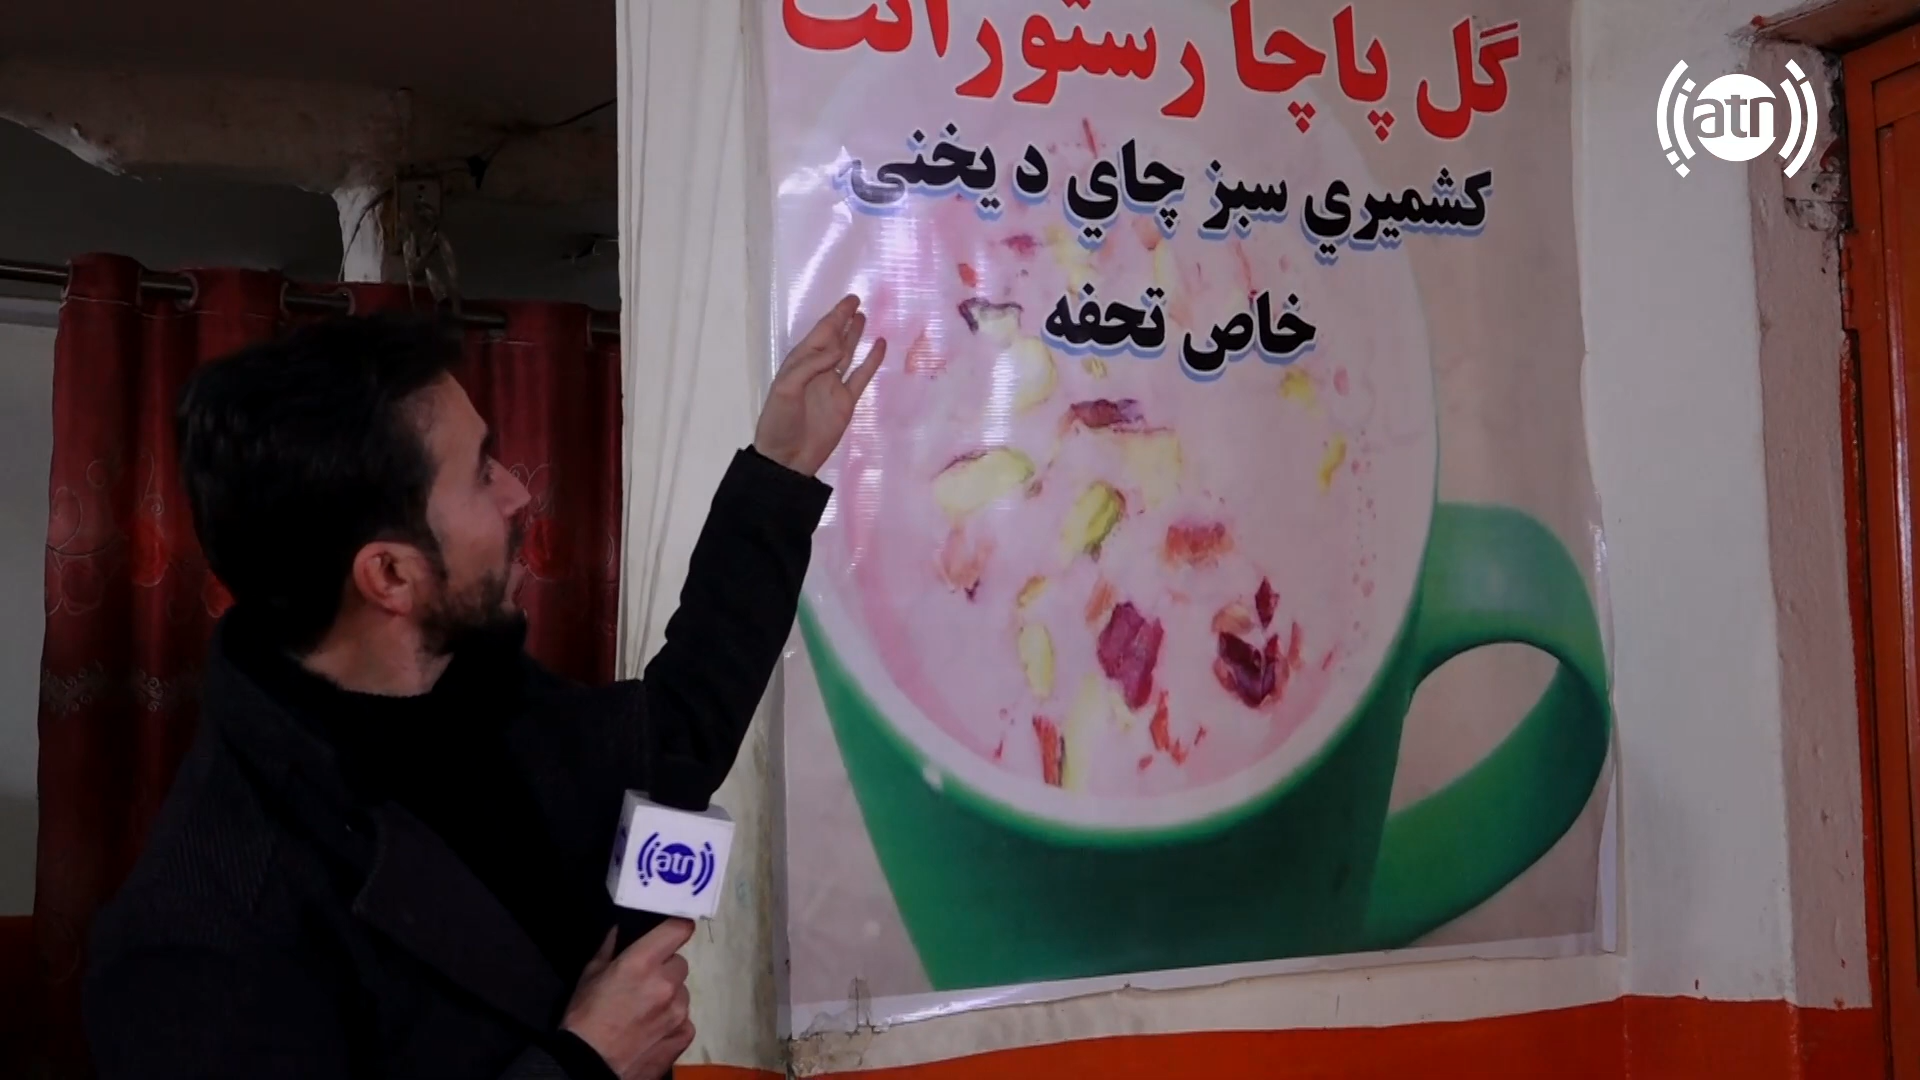 گل پاچا رستورانت
atn
کشمیري سبز چاي د یخنی
خاص تحفه
atn